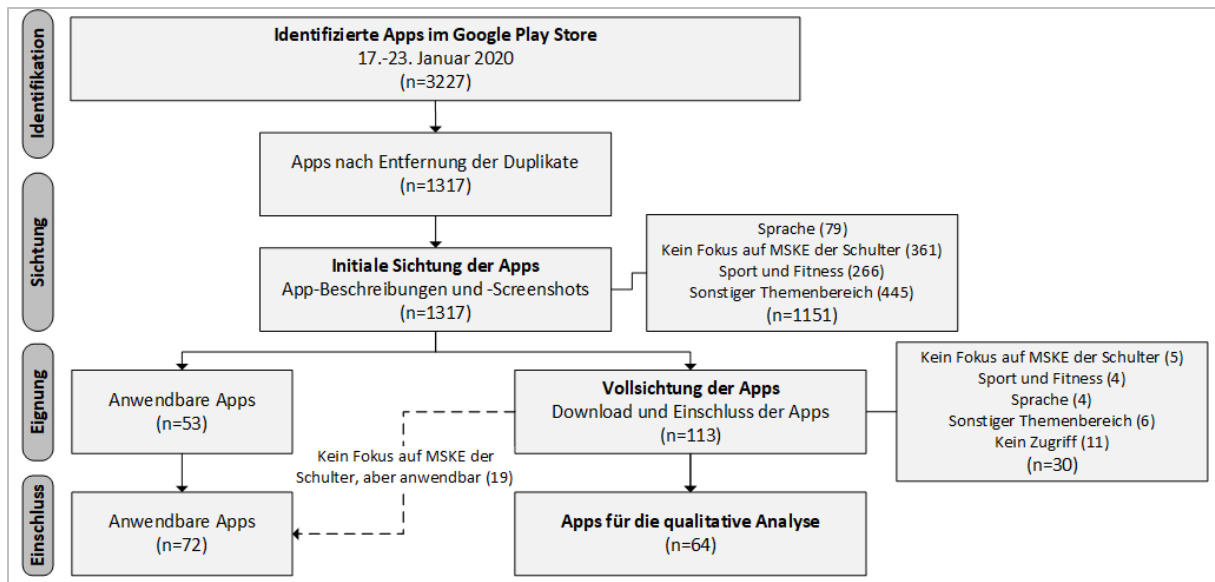 Identifikation
Identifizierte Apps im Google Play Store
17.-23. Januar 2020
(n=3227)
Apps nach Entfernung der Duplikate
(n=1317)
Sichtung
Initiale Sichtung der Apps
App-Beschreibungen und -Screenshots
(n=1317)
Sprache (79)
Kein Fokus auf MSKE der Schulter (361)
Sport und Fitness (266)
Sonstiger Themenbereich (445)
(n=1151)
Eignung
Anwendbare Apps
(n=53)
Vollsichtung der Apps
Download und Einschluss der Apps
(n=113)
Kein Fokus auf MSKE der Schulter (5)
Sport und Fitness (4)
Sprache (4)
Sonstiger Themenbereich (6)
Kein Zugriff (11)
(n=30)
Kein Fokus auf MSKE der
Schulter, aber anwendbar (19)
Einschluss
Anwendbare Apps
(n=72)
Apps für die qualitative Analyse
(n=64)